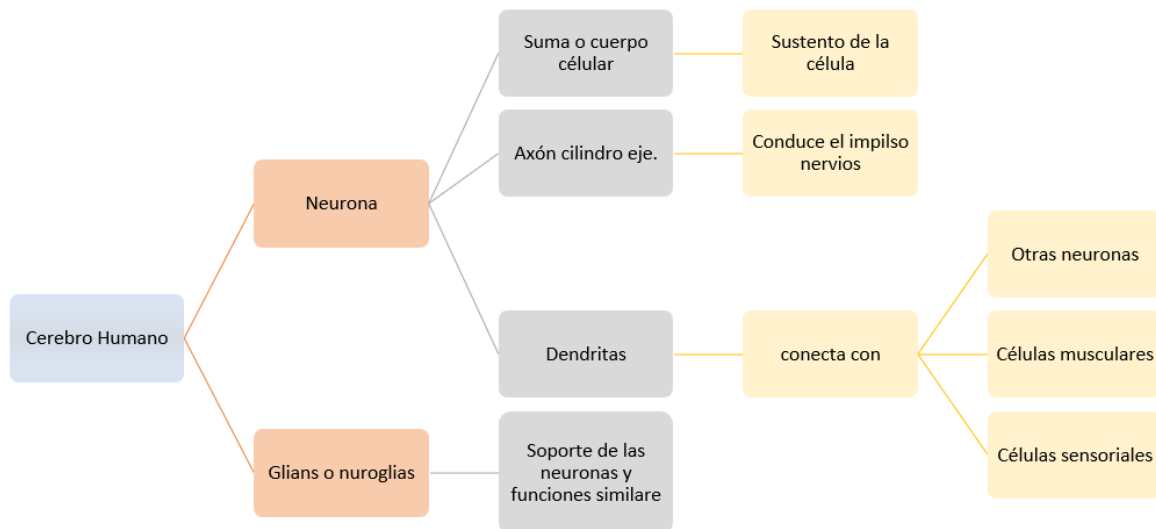 Suma o cuerpo
célular
Sustento de la
célula
Axón cilindro eje.
Conduce el impilso
nervios
Neurona
Otras neuronas
Cerebro Humano
Dendritas
conecta con
Células musculares
Glians o nuroglias
Soporte de las
neuronas y
funciones similare
Células sensoriales